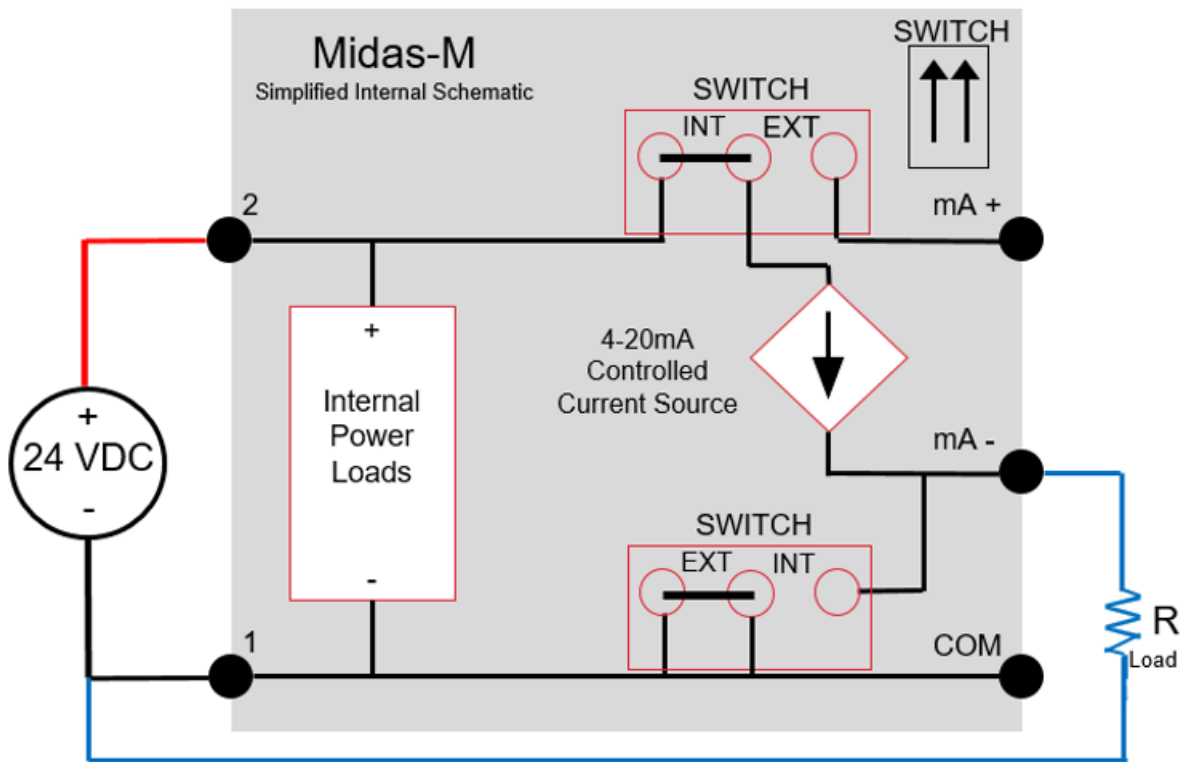 Midas-M
Simplified Internal Schematic
SWITCH
SWITCH
INT EXT
2
mA +
+
Internal
Power
Loads
-
4-20mA
Controlled
Current Source
+
24 VDC
-
mA -
SWITCH
EXT INT
1
COM
R
Load